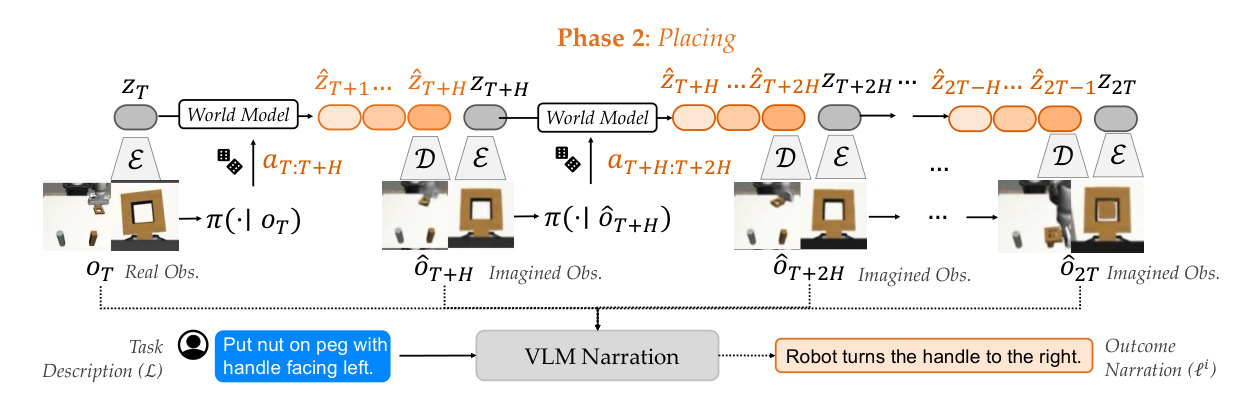 Phase 2: Placing
z_T
ẑ_{T+1} ... ẑ_{T+H}
z_{T+H}
ẑ_{T+H} ... ẑ_{T+2H}
z_{T+2H} ...
ẑ_{2T−H} ... ẑ_{2T−1}
z_{2T}
World Model
World Model
ℰ
a_{T:T+H}
𝒟
ℰ
a_{T+H:T+2H}
𝒟
ℰ
...
𝒟
ℰ
π(·| o_T)
π(·| ô_{T+H})
...
o_T Real Obs.
ô_{T+H} Imagined Obs.
ô_{T+2H} Imagined Obs.
ô_{2T} Imagined Obs.
Task
Description (ℒ)
Put nut on peg with
handle facing left.
VLM Narration
Robot turns the handle to the right.
Outcome
Narration (ℓ^i)